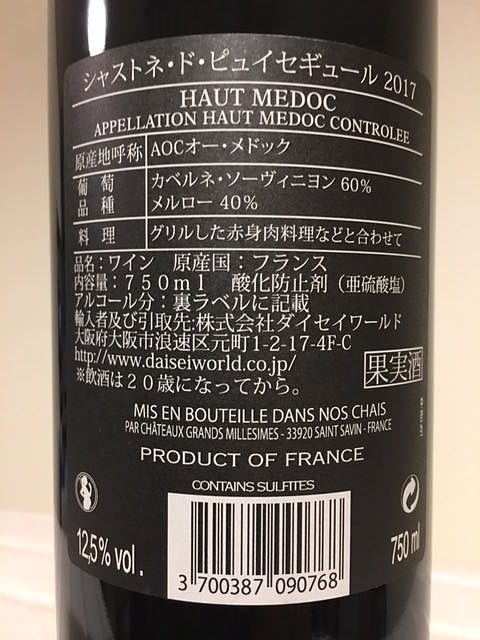 シャストネ・ド・ピュイセギュール 2017
HAUT MEDOC
APPELLATION HAUT MEDOC CONTROLEE
原産地呼称 AOCオー・メドック
葡萄品種 カベルネ・ソーヴィニヨン 60%
メルロー 40%
料理 グリルした赤身肉料理などと合わせて
品名：ワイン 原産国：フランス
内容量：750ml 酸化防止剤（亜硫酸塩）
アルコール分：裏ラベルに記載
輸入者及び引取先:株式会社ダイセイワールド
大阪府大阪市浪速区元町1-2-17-4F-C
http://www.daiseiworld.co.jp/
※飲酒は20歳になってから。
果実酒
MIS EN BOUTEILLE DANS NOS CHAIS
PAR CHÂTEAUX GRANDS MILLESIMES - 33920 SAINT SAVIN - FRANCE
PRODUCT OF FRANCE
CONTAINS SULFITES
12,5% vol .
750 ml
3 700387 090768